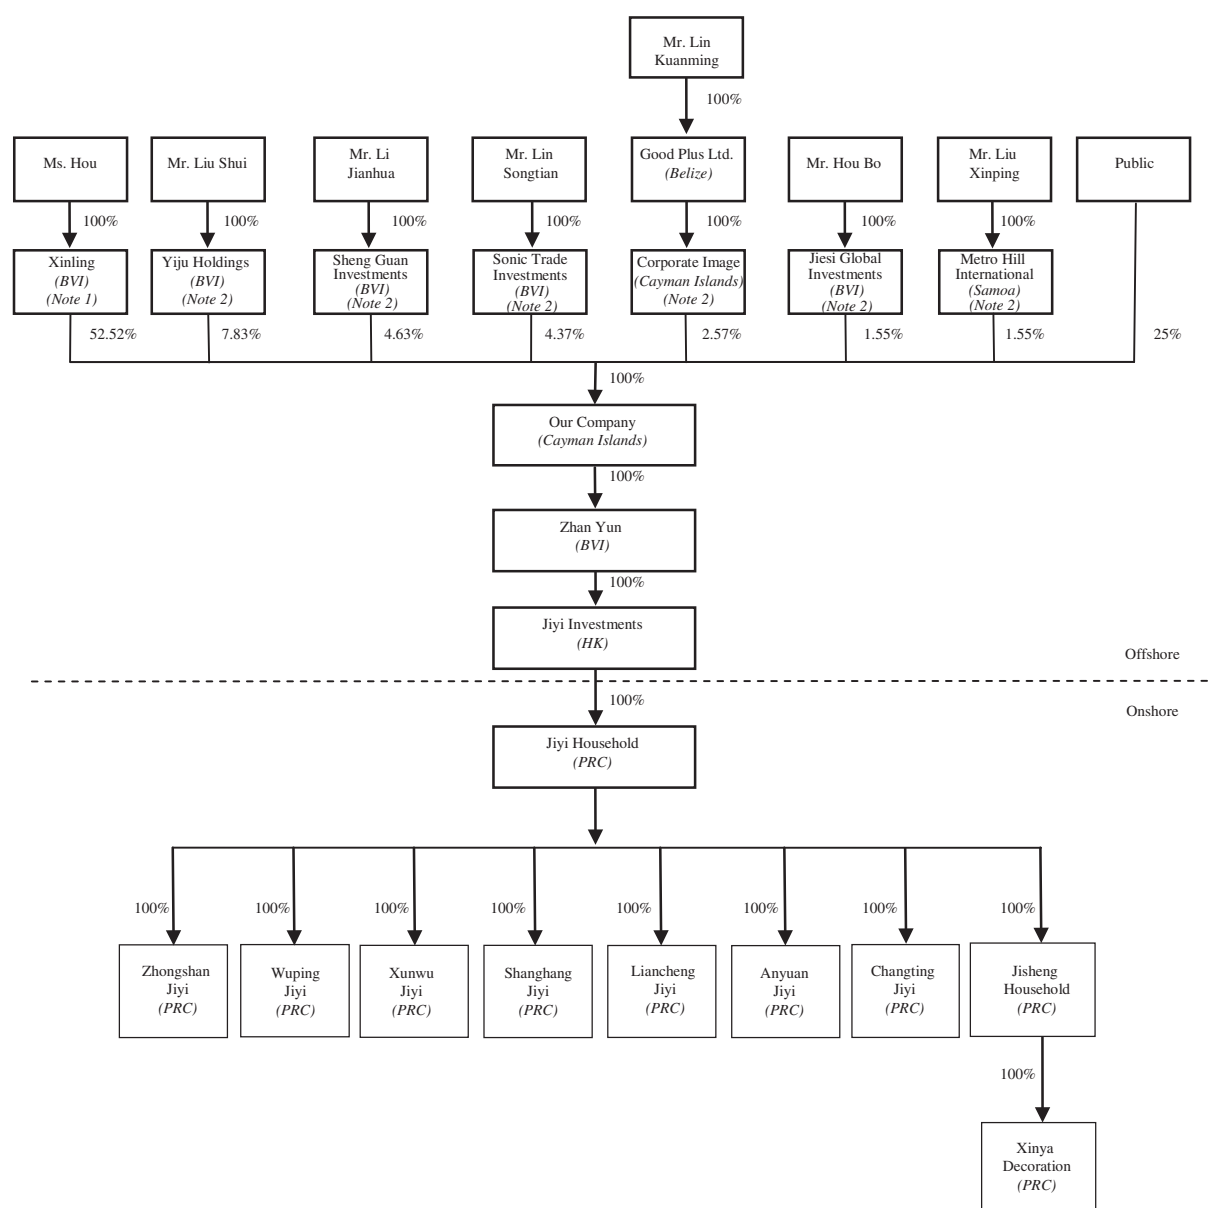 Mr. Lin
Kuanming
100%
Ms. Hou
Mr. Liu Shui
Mr. Li
Jianhua
Mr. Lin
Songtian
Good Plus Ltd.
(Belize)
Mr. Hou Bo
Mr. Liu
Xinping
Public
100%
100%
100%
100%
100%
100%
100%
Xinling
(BVI)
(Note 1)
Yiju Holdings
(BVI)
(Note 2)
Sheng Guan
Investments
(BVI)
(Note 2)
Sonic Trade
Investments
(BVI)
(Note 2)
Corporate Image
(Cayman Islands)
(Note 2)
Jiesi Global
Investments
(BVI)
(Note 2)
Metro Hill
International
(Samoa)
(Note 2)
52.52%
7.83%
4.63%
4.37%
2.57%
1.55%
1.55%
25%
100%
Our Company
(Cayman Islands)
100%
Zhan Yun
(BVI)
100%
Jiyi Investments
(HK)
Offshore
100%
Onshore
Jiyi Household
(PRC)
100%
100%
100%
100%
100%
100%
100%
100%
Zhongshan
Jiyi
(PRC)
Wuping
Jiyi
(PRC)
Xunwu
Jiyi
(PRC)
Shanghang
Jiyi
(PRC)
Liancheng
Jiyi
(PRC)
Anyuan
Jiyi
(PRC)
Changting
Jiyi
(PRC)
Jisheng
Household
(PRC)
100%
Xinya
Decoration
(PRC)